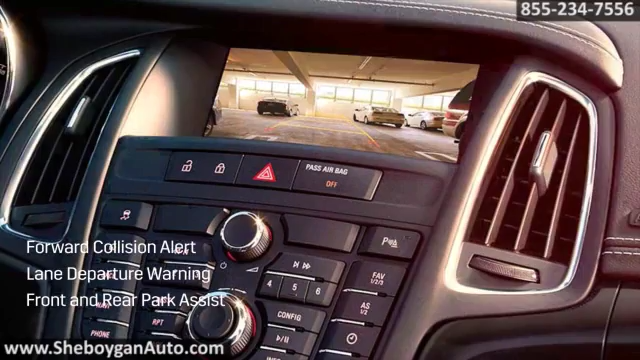 855-234-7556
PASS AIR BAG
OFF
FAV
1/2/3
4 5 6
AS
1/2
CONFIG
RPT
PHONE
Forward Collision Alert
Lane Departure Warning
Front and Rear Park Assist
www.SheboyganAuto.com